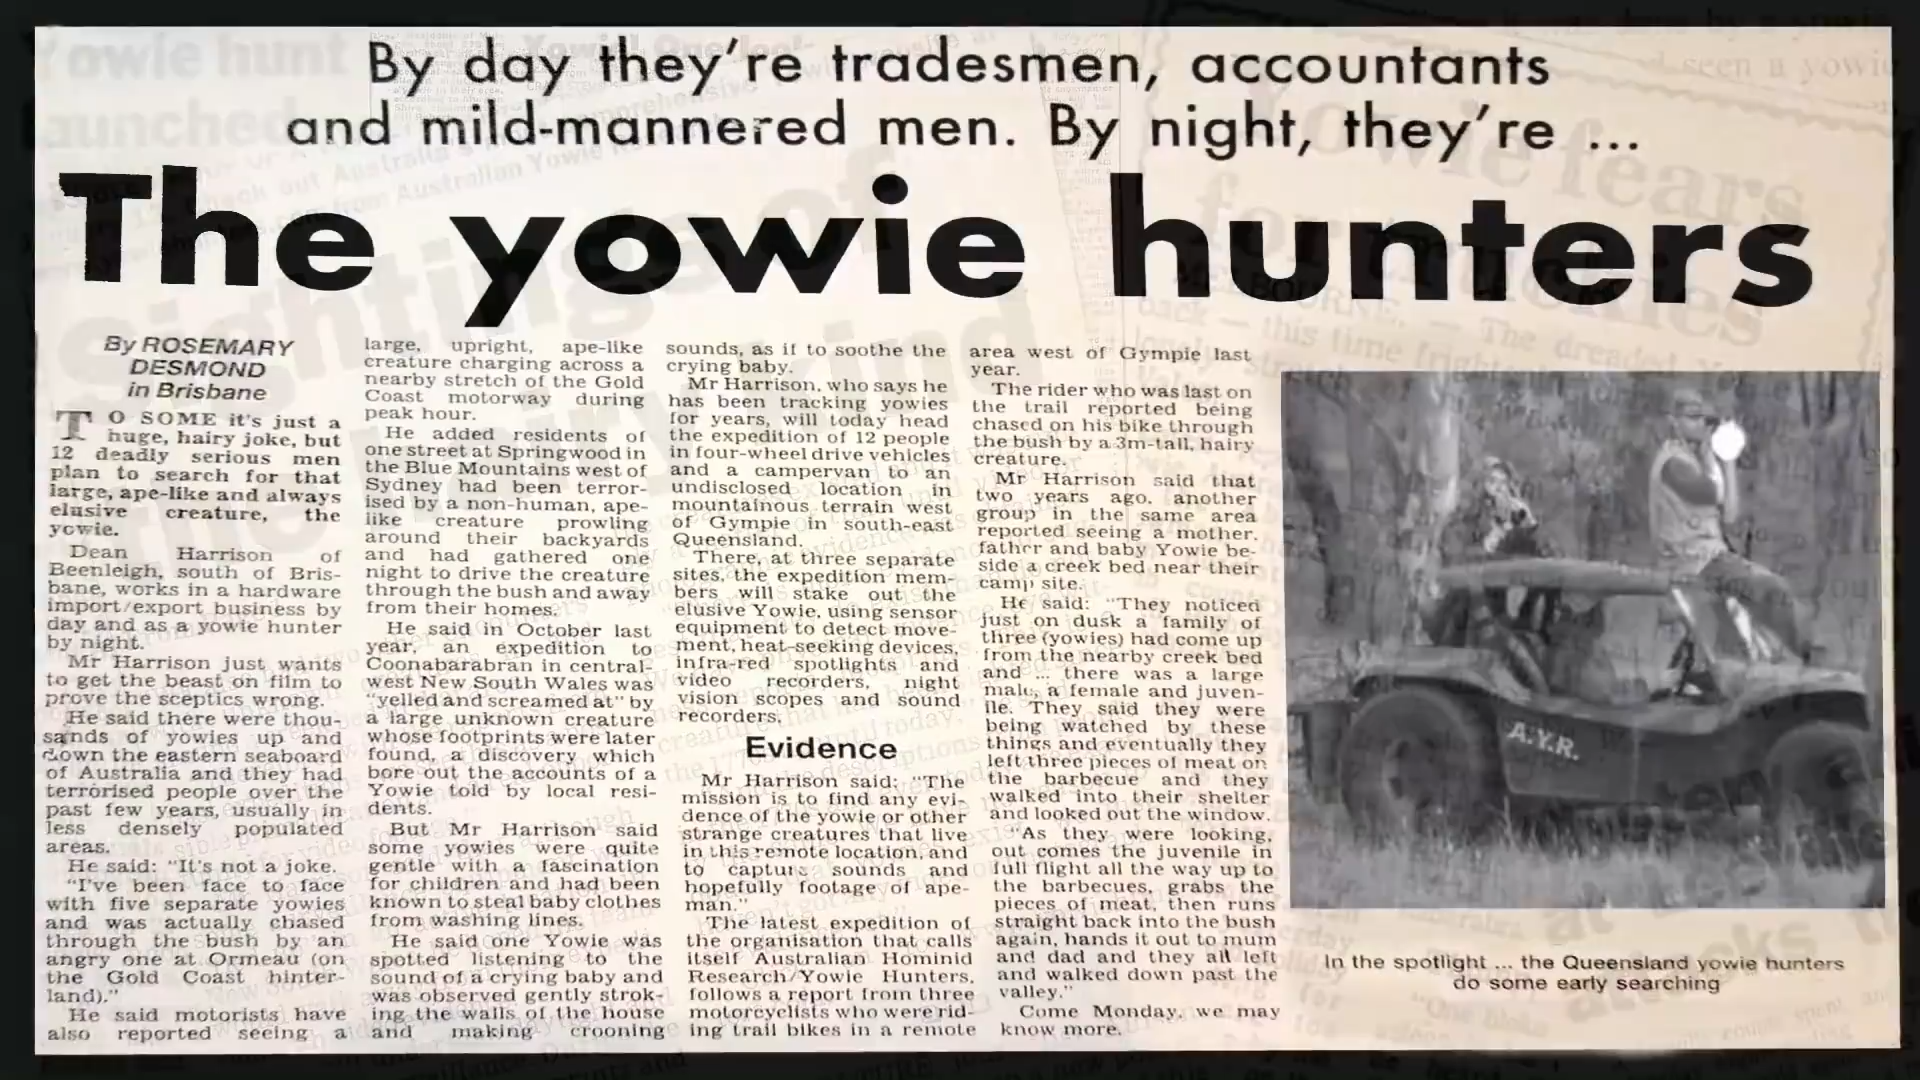 By day they're tradesmen, accountants
and mild-mannered men. By night, they're ...
The yowie hunters
By ROSEMARY
DESMOND
in Brisbane
TO SOME it's just a
huge, hairy joke, but
12 deadly serious men
plan to search for that
large, ape-like and always
elusive creature, the
yowie.
Dean Harrison of
Beenleigh, south of Bris-
bane, works in a hardware
import/export business by
day and as a yowie hunter
by night.
Mr Harrison just wants
to get the beast on film to
prove the sceptics wrong.
He said there were thou-
sands of yowies up and
down the eastern seaboard
of Australia and they had
terrorised people over the
past few years, usually in
less densely populated
areas.
He said: "It's not a joke.
"I've been face to face
with five separate yowies
and was actually chased
through the bush by an
angry one at Ormeau (on
the Gold Coast hinter-
land)."
He said motorists have
also reported seeing a
large, upright, ape-like
creature charging across a
nearby stretch of the Gold
Coast motorway during
peak hour.
He added residents of
one street at Springwood in
the Blue Mountains west of
Sydney had been terror-
ised by a non-human, ape-
like creature prowling
around their backyards
and had gathered one
night to drive the creature
through the bush and away
from their homes.
He said in October last
year, an expedition to
Coonabarabran in central-
west New South Wales was
"yelled and screamed at" by
a large unknown creature
whose footprints were later
found, a discovery which
bore out the accounts of a
Yowie told by local resi-
dents.
But Mr Harrison said
some yowies were quite
gentle with a fascination
for children and had been
known to steal baby clothes
from washing lines.
He said one Yowie was
spotted listening to the
sound of a crying baby and
was observed gently strok-
ing the walls of the house
and making crooning
sounds, as if to soothe the
crying baby.
Mr Harrison, who says he
has been tracking yowies
for years, will today head
the expedition of 12 people
in four-wheel drive vehicles
and a campervan to an
undisclosed location in
mountainous terrain west
of Gympie in south-east
Queensland.
There, at three separate
sites, the expedition mem-
bers will stake out the
elusive Yowie, using sensor
equipment to detect move-
ment, heat-seeking devices,
infra-red spotlights and
video recorders, night
vision scopes and sound
recorders.
Evidence
Mr Harrison said: "The
mission is to find any evi-
dence of the yowie or other
strange creatures that live
in this remote location, and
to capture sounds and
hopefully footage of ape-
man."
The latest expedition of
the organisation that calls
itself Australian Hominid
Research/Yowie Hunters,
follows a report from three
motorcyclists who were rid-
ing trail bikes in a remote
area west of Gympie last
year.
The rider who was last on
the trail reported being
chased on his bike through
the bush by a 3m-tall, hairy
creature.
Mr Harrison said that
two years ago, another
group in the same area
reported seeing a mother,
father and baby Yowie be-
side a creek bed near their
camp site.
He said: "They noticed
just on dusk a family of
three (yowies) had come up
from the nearby creek bed
and ... there was a large
male, a female and juven-
ile. They said they were
being watched by these
things and eventually they
left three pieces of meat on
the barbecue and they
walked into their shelter
and looked out the window.
"As they were looking,
out comes the juvenile in
full flight all the way up to
the barbecues, grabs the
pieces of meat, then runs
straight back into the bush
again, hands it out to mum
and dad and they all left
and walked down past the
valley."
Come Monday, we may
know more.
A.Y.R.
In the spotlight ... the Queensland yowie hunters
do some early searching